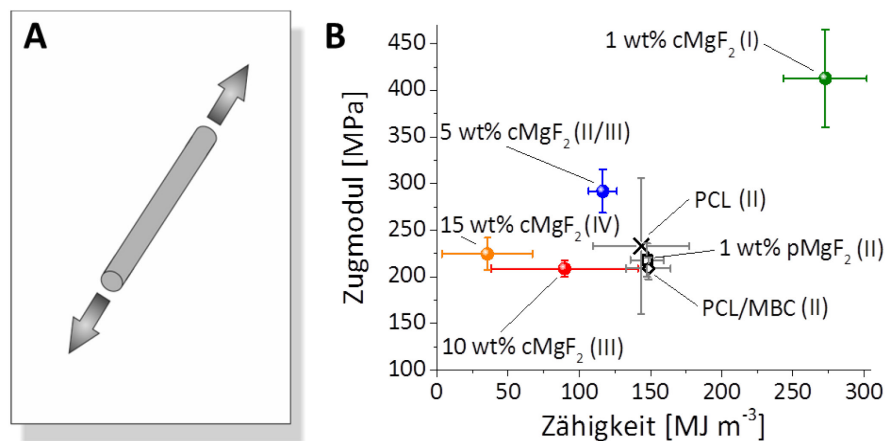 A
B
450
400
350
300
250
200
150
100
Zugmodul [MPa]
1 wt% cMgF₂ (I)
5 wt% cMgF₂ (II/III)
PCL (II)
15 wt% cMgF₂ (IV)
1 wt% pMgF₂ (II)
PCL/MBC (II)
10 wt% cMgF₂ (III)
0 50 100 150 200 250 300
Zähigkeit [MJ m⁻³]